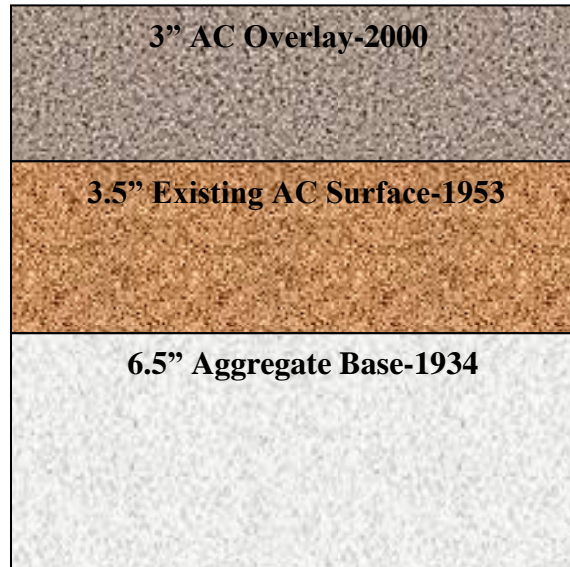 3” AC Overlay-2000
3.5” Existing AC Surface-1953
6.5” Aggregate Base-1934